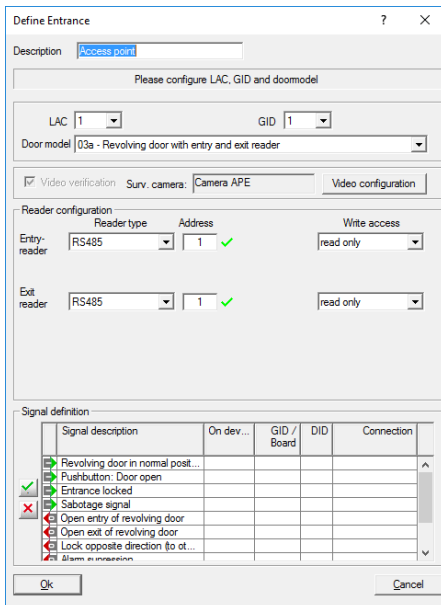 Define Entrance ? ×
Description Access point
Please configure LAC, GID and doormodel
LAC 1 GID 1
Door model 03a - Revolving door with entry and exit reader
Video verification Surv. camera: Camera APE Video configuration
Reader configuration
Reader type Address Write access
Entry-
reader RS485 1 read only
Exit
reader RS485 1 read only
Signal definition
Signal description On dev... GID / Board DID Connection
Revolving door in normal posit...
Pushbutton: Door open
Entrance locked
Sabotage signal
Open entry of revolving door
Open exit of revolving door
Lock opposite direction (to ot...
Alarm supression
Ok Cancel